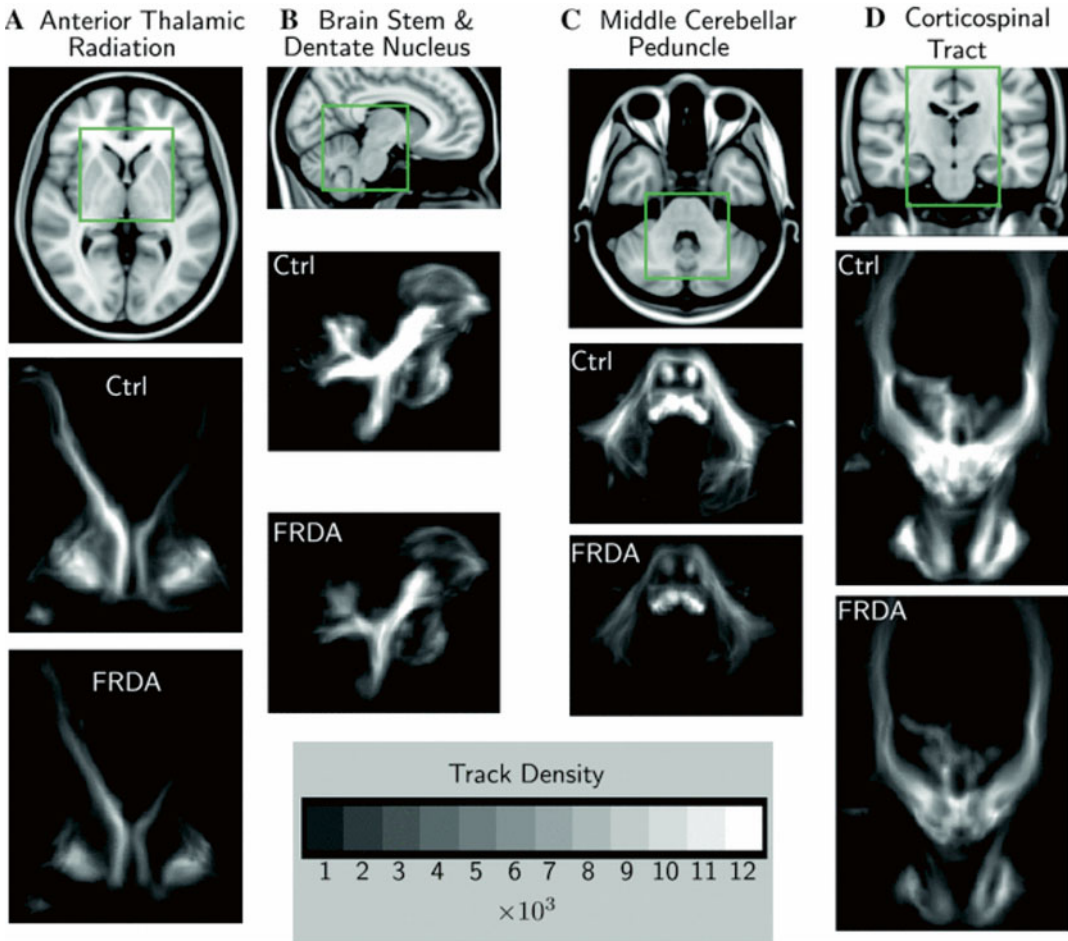 A Anterior Thalamic
Radiation
B Brain Stem &
Dentate Nucleus
C Middle Cerebellar
Peduncle
D Corticospinal
Tract
Ctrl
FRDA
Ctrl
FRDA
Ctrl
FRDA
Ctrl
FRDA
Track Density
1 2 3 4 5 6 7 8 9 10 11 12
×10³